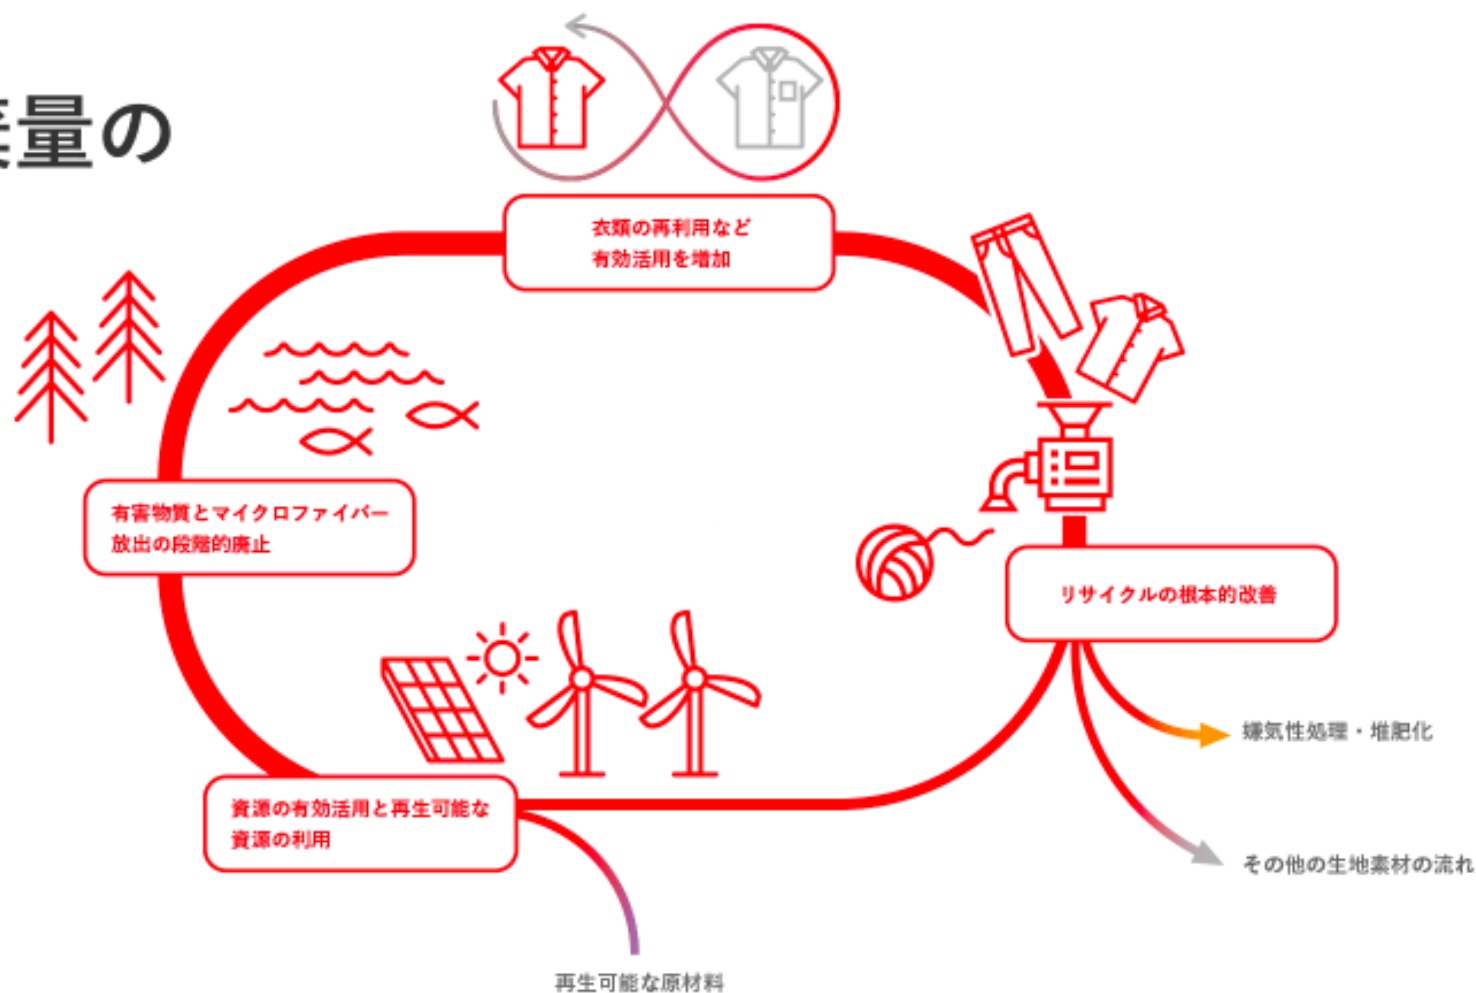 量の
衣類の再利用など
有効活用を増加
有害物質とマイクロファイバー
放出の段階的廃止
リサイクルの根本的改善
嫌気性処理・堆肥化
資源の有効活用と再生可能な
資源の利用
その他の生地素材の流れ
再生可能な原材料